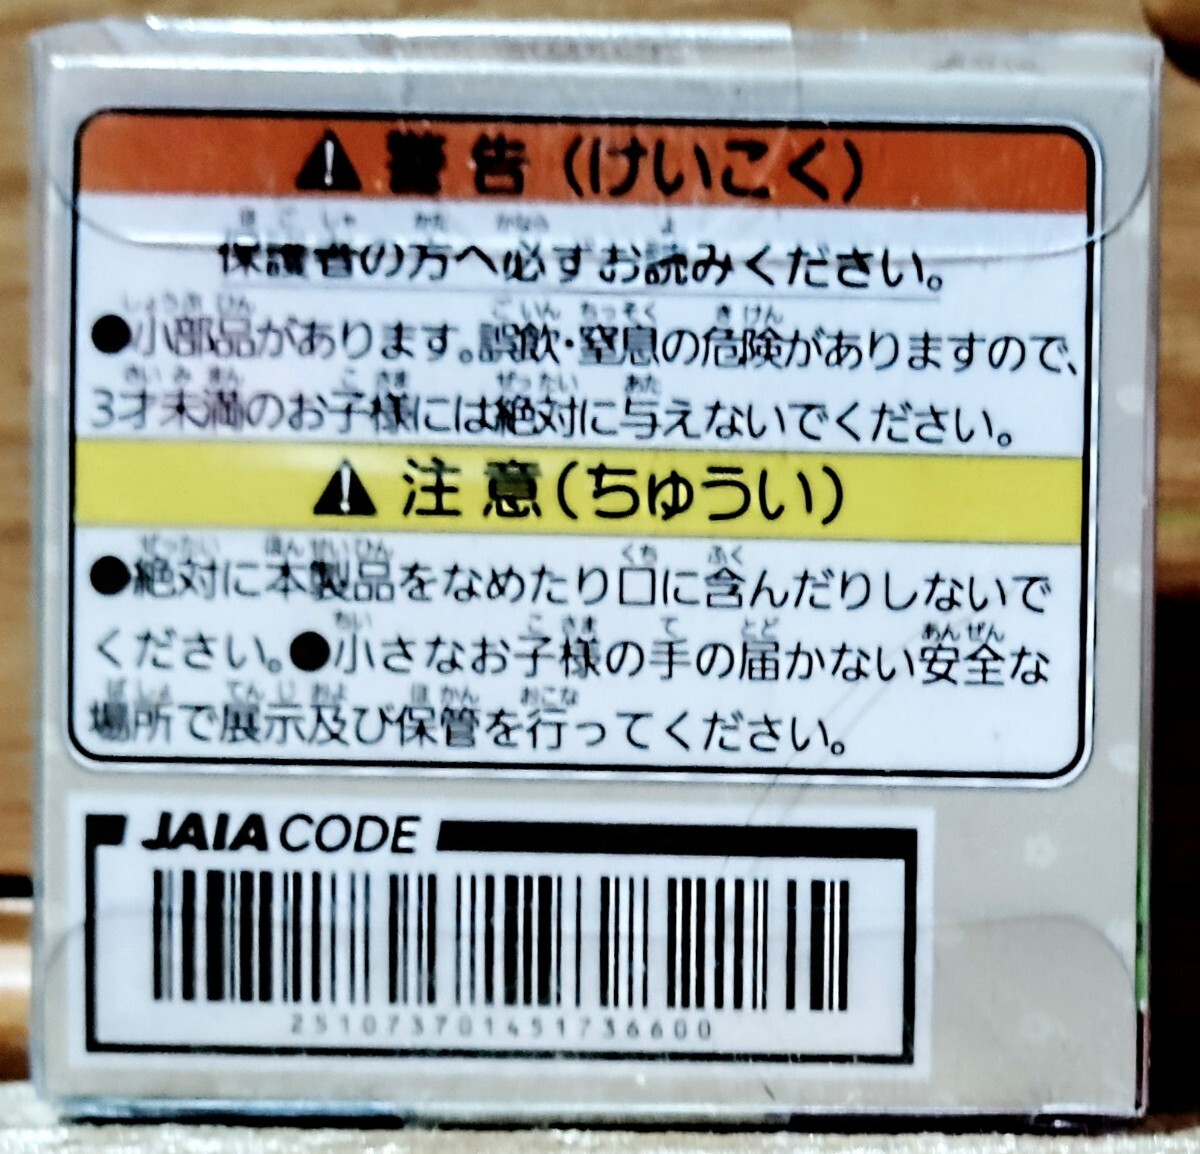 ⚠ 警告（けいこく）
保護者の方へ必ずお読みください。
●小部品があります。誤飲・窒息の危険がありますので、
3才未満のお子様には絶対に与えないでください。
⚠ 注意（ちゅうい）
●絶対に本製品をなめたり口に含んだりしないで
ください。●小さなお子様の手の届かない安全な
場所で展示及び保管を行ってください。
JAIA CODE
251073701451736600